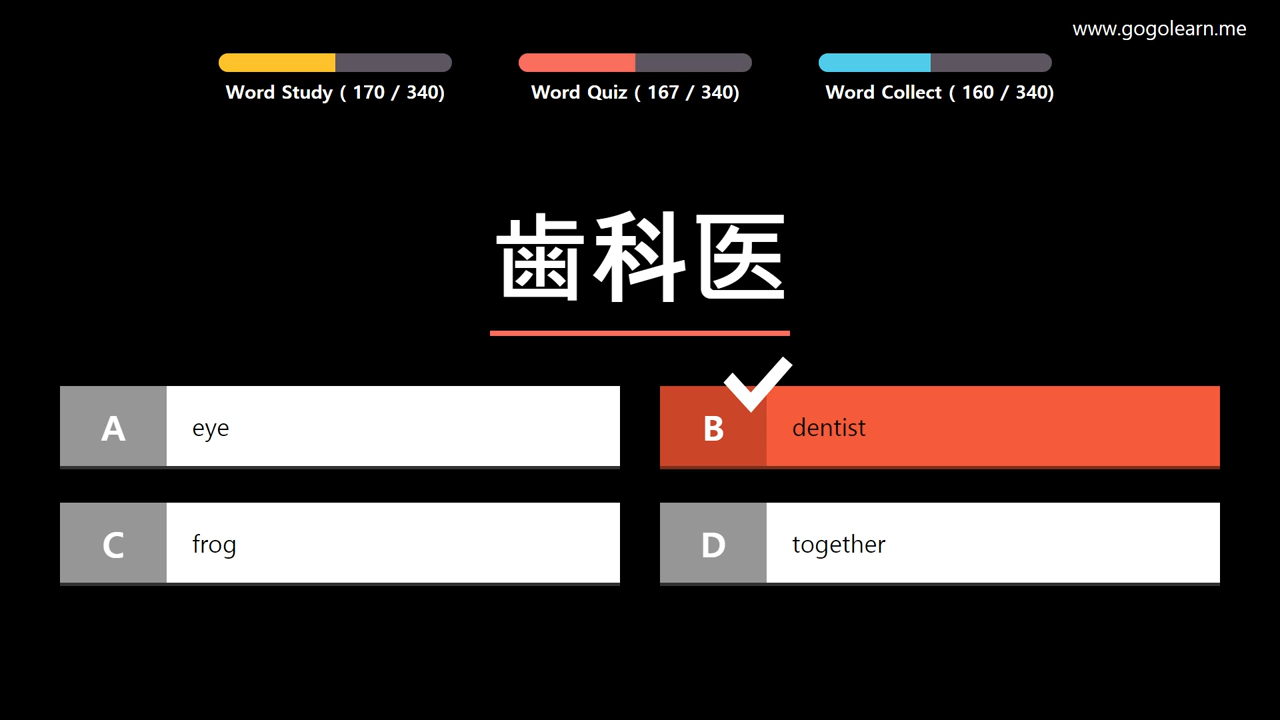 www.gogolearn.me
Word Study ( 170 / 340)
Word Quiz ( 167 / 340)
Word Collect ( 160 / 340)
歯科医
A eye
B dentist
C frog
D together